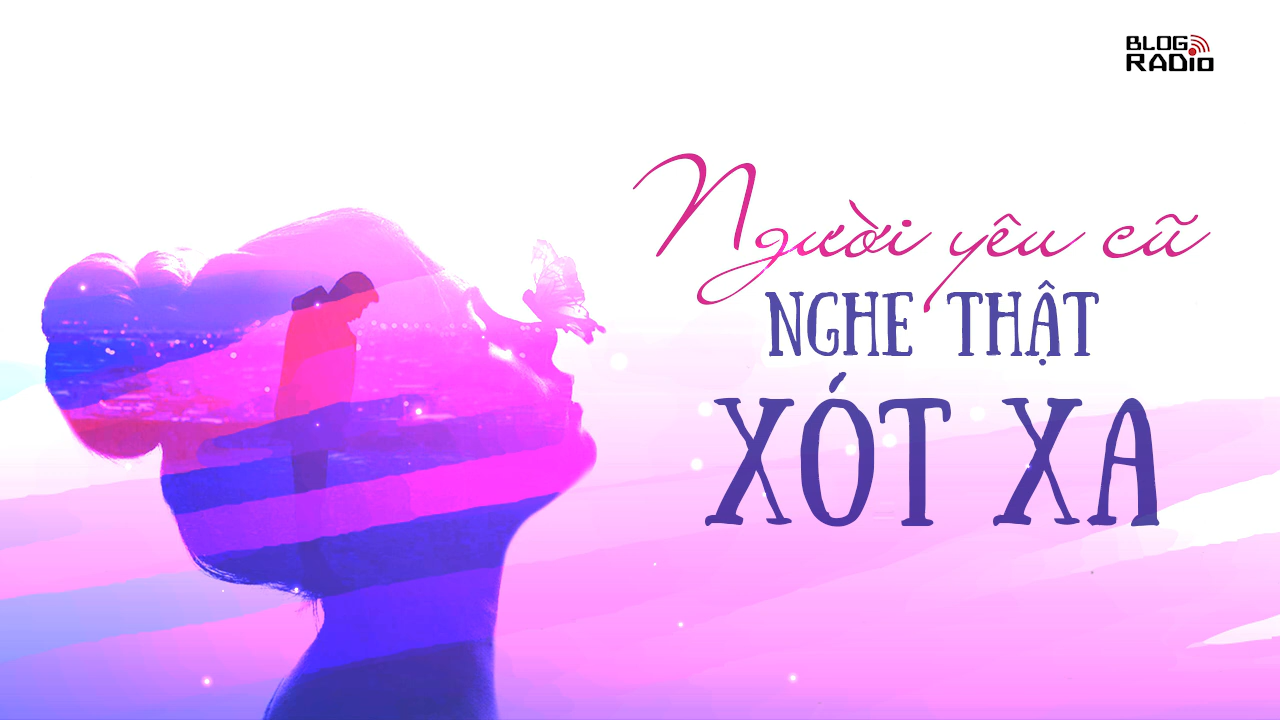 BLOG
RADIO
Người yêu cũ
NGHE THẬT
XÓT XA